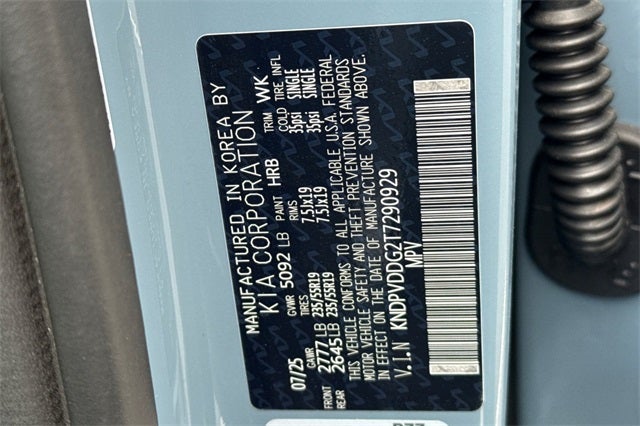 MANUFACTURED IN KOREA BY
KIA CORPORATION
07/25 GVWR 5092 LB PAINT HRB TRIM WK
GAWR TIRES RIMS COLD TIRE INFL
FRONT 2777 LB 235/55R19 7.5Jx19 35psi SINGLE
REAR 2645 LB 235/55R19 7.5Jx19 35psi SINGLE
THIS VEHICLE CONFORMS TO ALL APPLICABLE U.S.A. FEDERAL
MOTOR VEHICLE SAFETY AND THEFT PREVENTION STANDARDS
IN EFFECT ON THE DATE OF MANUFACTURE SHOWN ABOVE.
V.I.N KNDPVDDG2T7290929
MPV